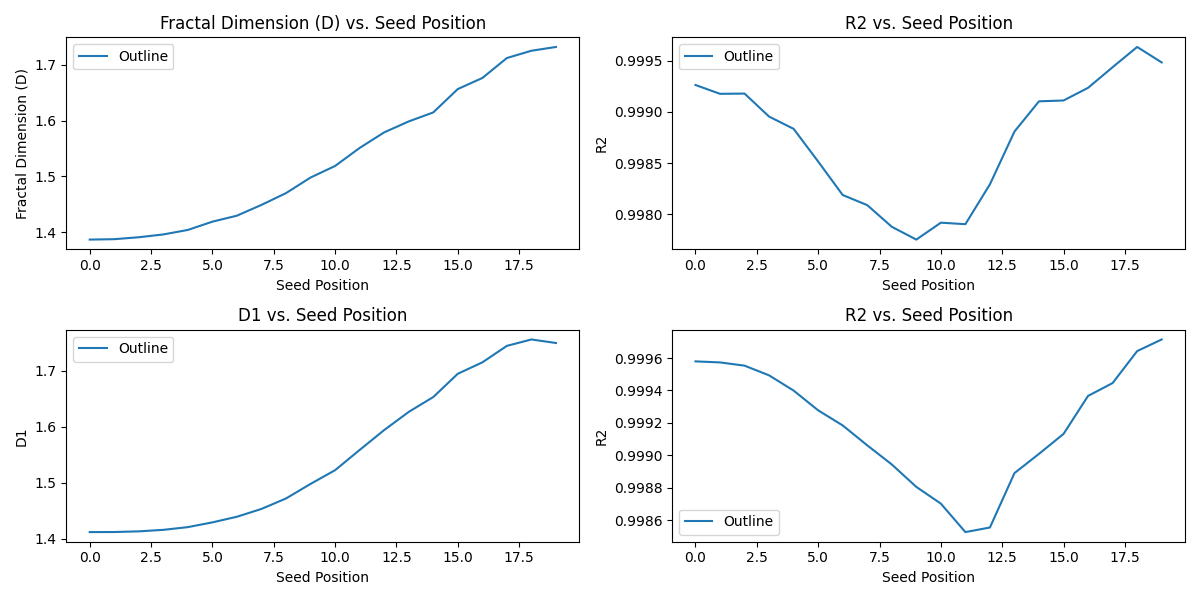 Fractal Dimension (D) vs. Seed Position
Outline
Fractal Dimension (D)
1.7
1.6
1.5
1.4
0.0 2.5 5.0 7.5 10.0 12.5 15.0 17.5
Seed Position
R2 vs. Seed Position
Outline
R2
0.9995
0.9990
0.9985
0.9980
0.0 2.5 5.0 7.5 10.0 12.5 15.0 17.5
Seed Position
D1 vs. Seed Position
Outline
D1
1.7
1.6
1.5
1.4
0.0 2.5 5.0 7.5 10.0 12.5 15.0 17.5
Seed Position
R2 vs. Seed Position
R2
0.9996
0.9994
0.9992
0.9990
0.9988
0.9986
Outline
0.0 2.5 5.0 7.5 10.0 12.5 15.0 17.5
Seed Position